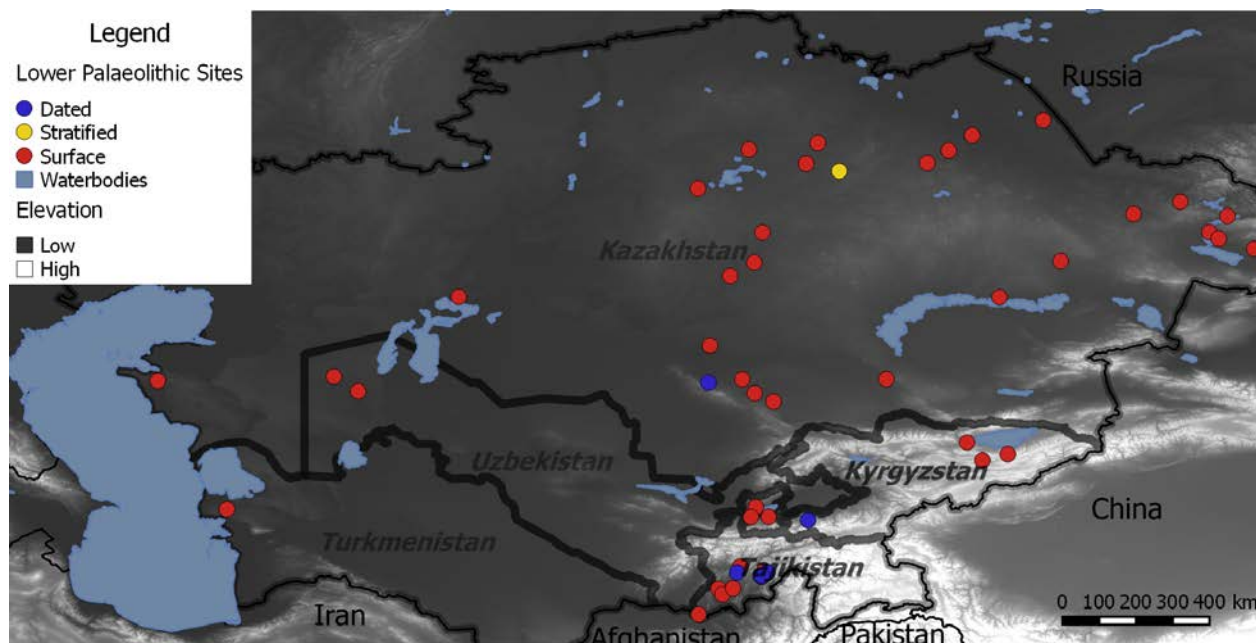 Legend
Lower Palaeolithic Sites
Dated
Stratified
Surface
Waterbodies
Elevation
Low
High
Russia
Kazakhstan
Uzbekistan
Kyrgyzstan
China
Turkmenistan
Tajikistan
Iran
Afghanistan
Pakistan
0 100 200 300 400 km